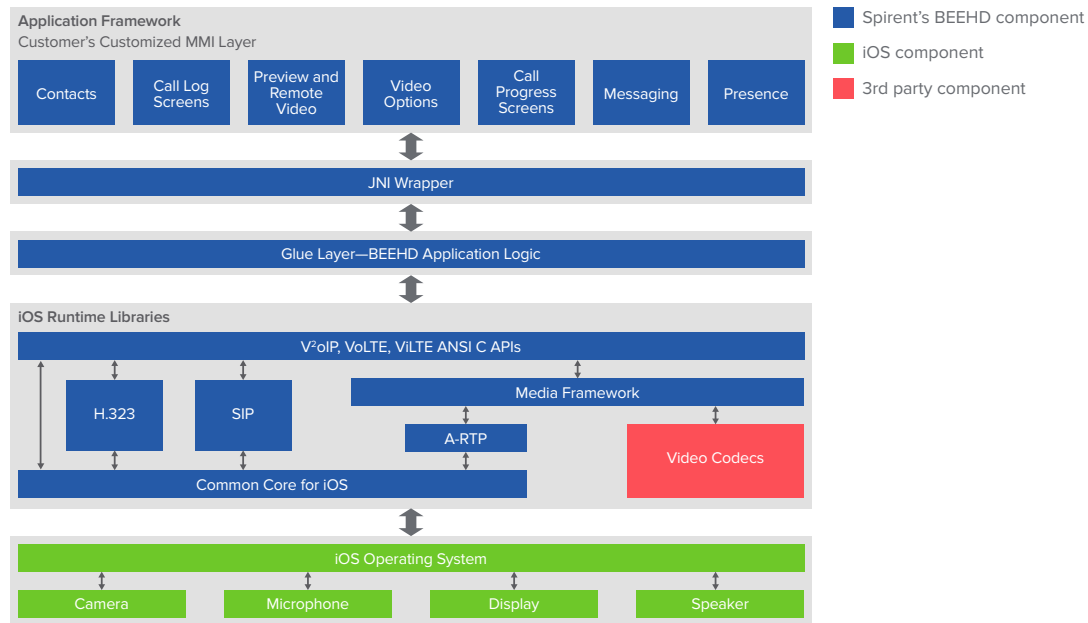 Application Framework
Customer's Customized MMI Layer
Contacts
Call Log
Screens
Preview and
Remote
Video
Video
Options
Call
Progress
Screens
Messaging
Presence
JNI Wrapper
Glue Layer—BEEHD Application Logic
iOS Runtime Libraries
V²oIP, VoLTE, ViLTE ANSI C APIs
H.323
SIP
Media Framework
A-RTP
Video Codecs
Common Core for iOS
iOS Operating System
Camera
Microphone
Display
Speaker
Spirent's BEEHD component
iOS component
3rd party component